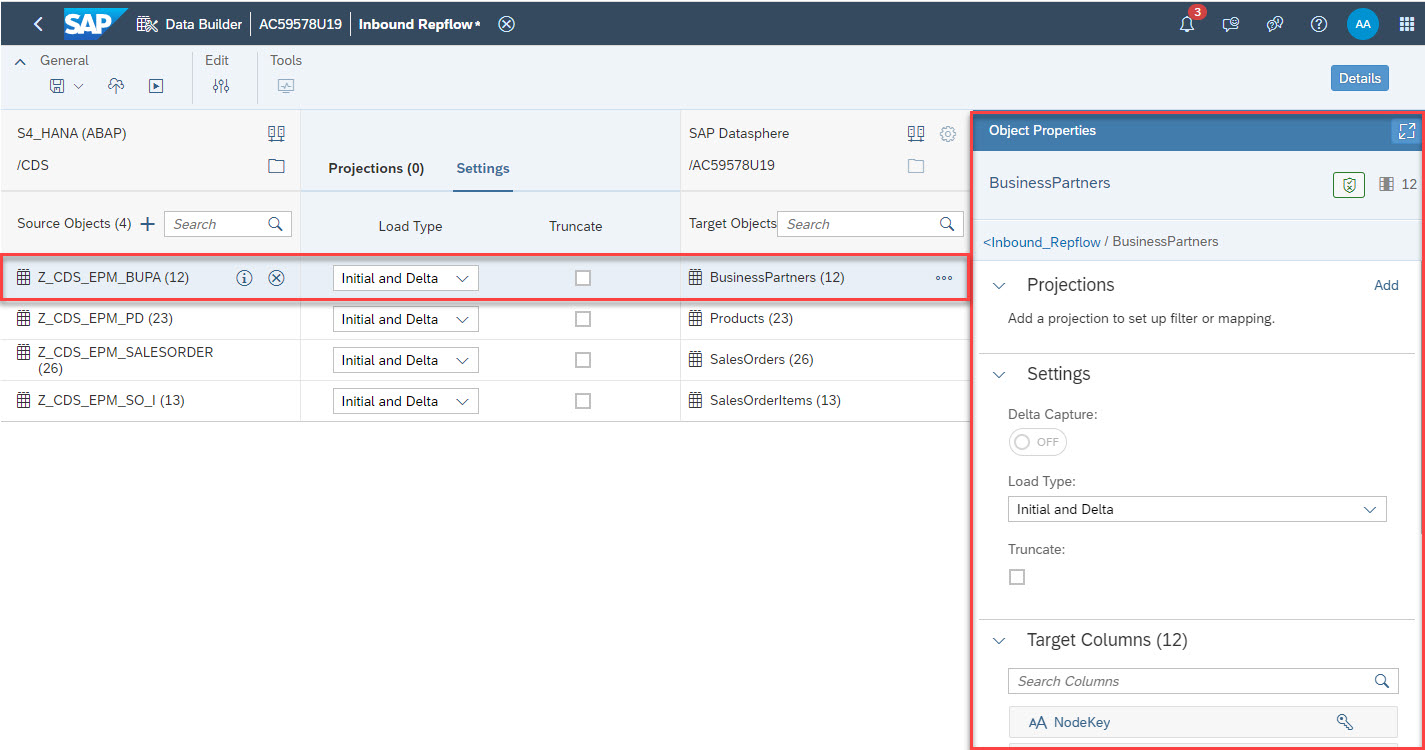 SAP Data Builder AC59578U19 Inbound Repflow* 3 AA
General Edit Tools
Details
S4_HANA (ABAP)
/CDS
Projections (0) Settings
SAP Datasphere
/AC59578U19
Source Objects (4) Search
Load Type Truncate
Target Objects Search
Z_CDS_EPM_BUPA (12) Initial and Delta BusinessPartners (12)
Z_CDS_EPM_PD (23) Initial and Delta Products (23)
Z_CDS_EPM_SALESORDER
(26) Initial and Delta SalesOrders (26)
Z_CDS_EPM_SO_I (13) Initial and Delta SalesOrderItems (13)
Object Properties
BusinessPartners 12
<Inbound_Repflow / BusinessPartners
Projections Add
Add a projection to set up filter or mapping.
Settings
Delta Capture:
OFF
Load Type:
Initial and Delta
Truncate:
Target Columns (12)
Search Columns
AA NodeKey